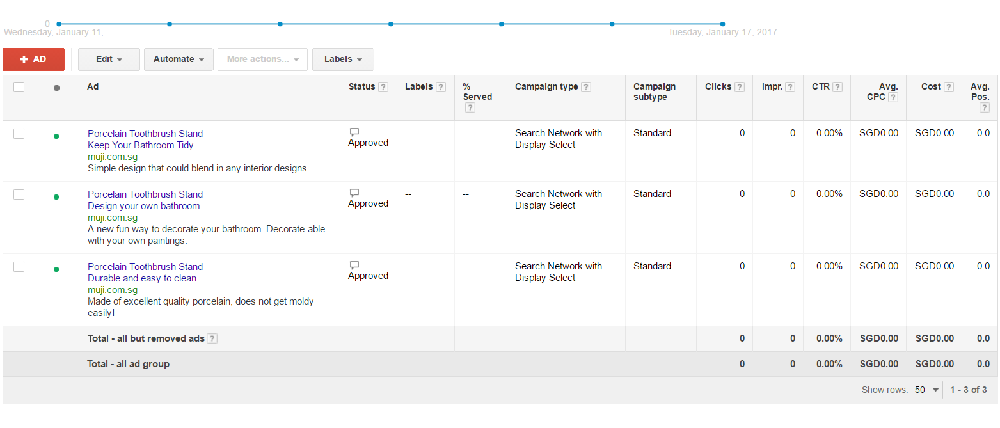 0
Wednesday, January 11, ...
Tuesday, January 17, 2017
+ AD
Edit
Automate
More actions...
Labels
Ad
Status ?
Labels ?
% Served ?
Campaign type ?
Campaign subtype
Clicks ?
Impr. ?
CTR ?
Avg. CPC ?
Cost ?
Avg. Pos. ?
Porcelain Toothbrush Stand
Keep Your Bathroom Tidy
muji.com.sg
Simple design that could blend in any interior designs.
Approved
--
--
Search Network with
Display Select
Standard
0
0
0.00%
SGD0.00
SGD0.00
0.0
Porcelain Toothbrush Stand
Design your own bathroom.
muji.com.sg
A new fun way to decorate your bathroom. Decorate-able
with your own paintings.
Approved
--
--
Search Network with
Display Select
Standard
0
0
0.00%
SGD0.00
SGD0.00
0.0
Porcelain Toothbrush Stand
Durable and easy to clean
muji.com.sg
Made of excellent quality porcelain, does not get moldy
easily!
Approved
--
--
Search Network with
Display Select
Standard
0
0
0.00%
SGD0.00
SGD0.00
0.0
Total - all but removed ads ?
0
0
0.00%
SGD0.00
SGD0.00
0.0
Total - all ad group
0
0
0.00%
SGD0.00
SGD0.00
0.0
Show rows: 50
1 - 3 of 3